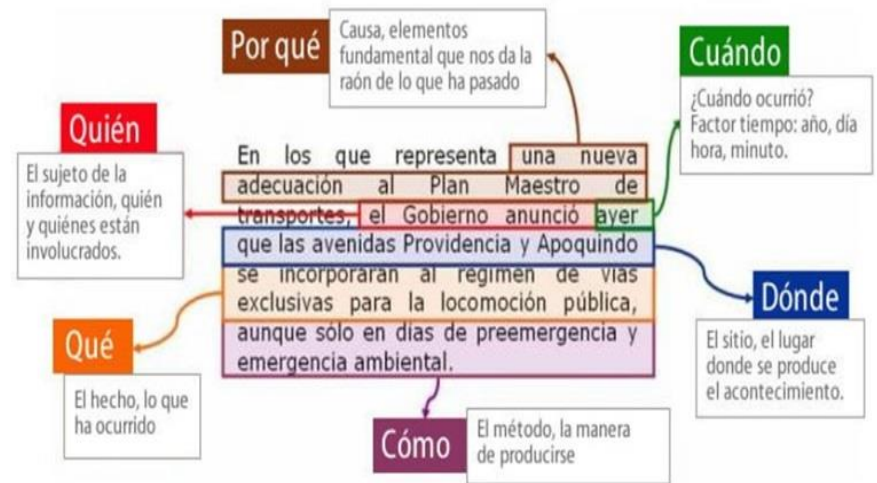 Por qué
Causa, elementos
fundamental que nos da la
raón de lo que ha pasado
Cuándo
¿Cuándo ocurrió?
Factor tiempo: año, día
hora, minuto.
Quién
El sujeto de la
información, quién
y quiénes están
involucrados.
En los que representa una nueva
adecuación al Plan Maestro de
transportes, el Gobierno anunció ayer
que las avenidas Providencia y Apoquindo
se incorporarán al régimen de vías
exclusivas para la locomoción pública,
aunque sólo en días de preemergencia y
emergencia ambiental.
Dónde
El sitio, el lugar
donde se produce
el acontecimiento.
Qué
El hecho, lo que
ha ocurrido
Cómo
El método, la manera
de producirse